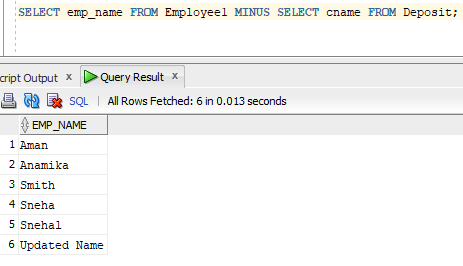 SELECT emp_name FROM Employee1 MINUS SELECT cname FROM Deposit;
cript Output x Query Result x
SQL | All Rows Fetched: 6 in 0.013 seconds
EMP_NAME
1 Aman
2 Anamika
3 Smith
4 Sneha
5 Snehal
6 Updated Name